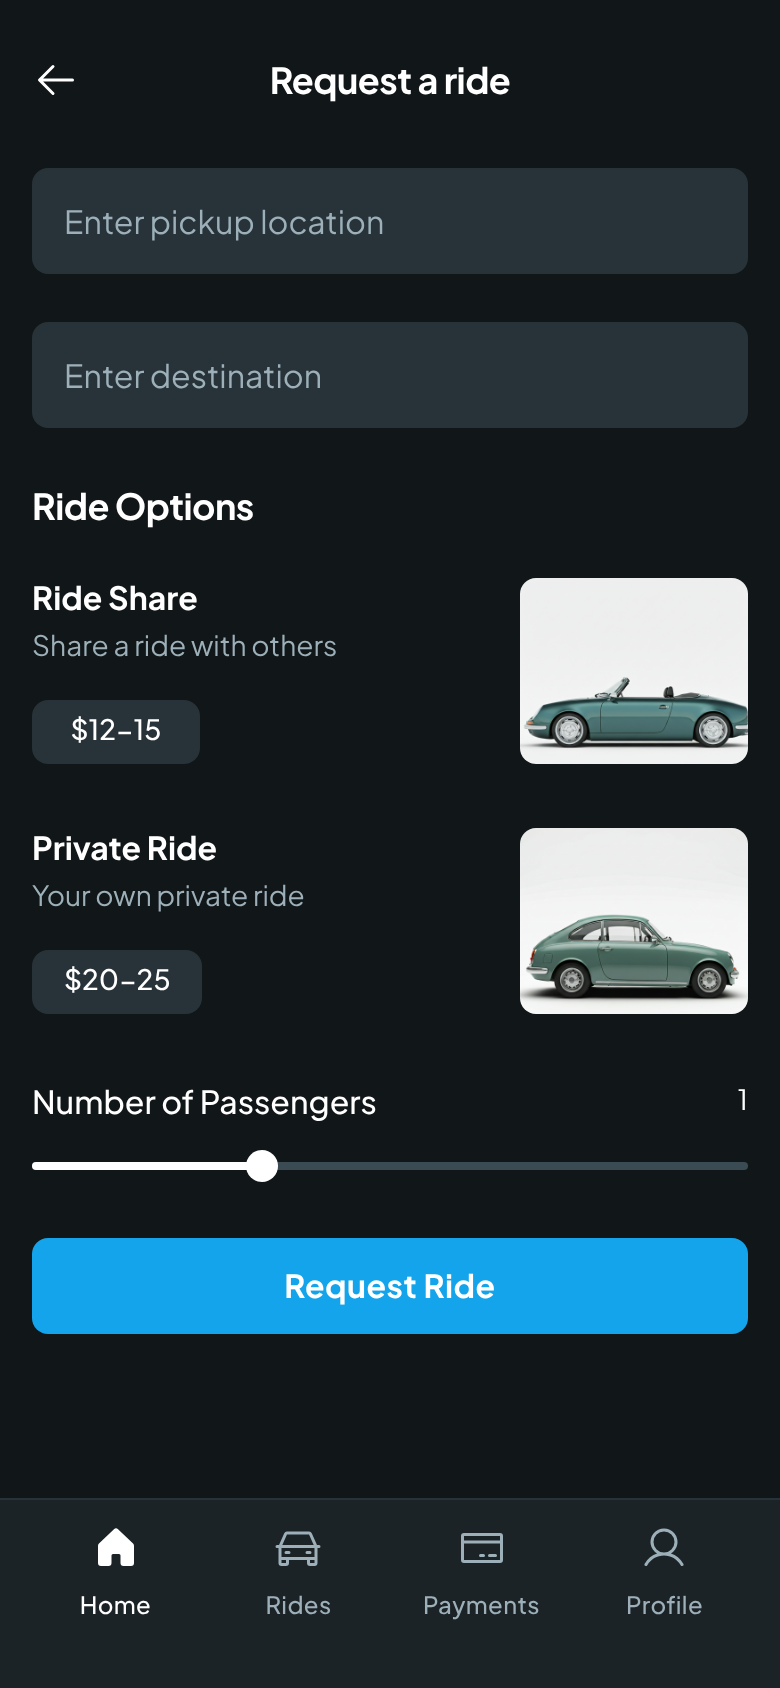 Request a ride
Enter pickup location
Enter destination
Ride Options
Ride Share
Share a ride with others
$12–15
Private Ride
Your own private ride
$20–25
Number of Passengers
1
Request Ride
Home
Rides
Payments
Profile